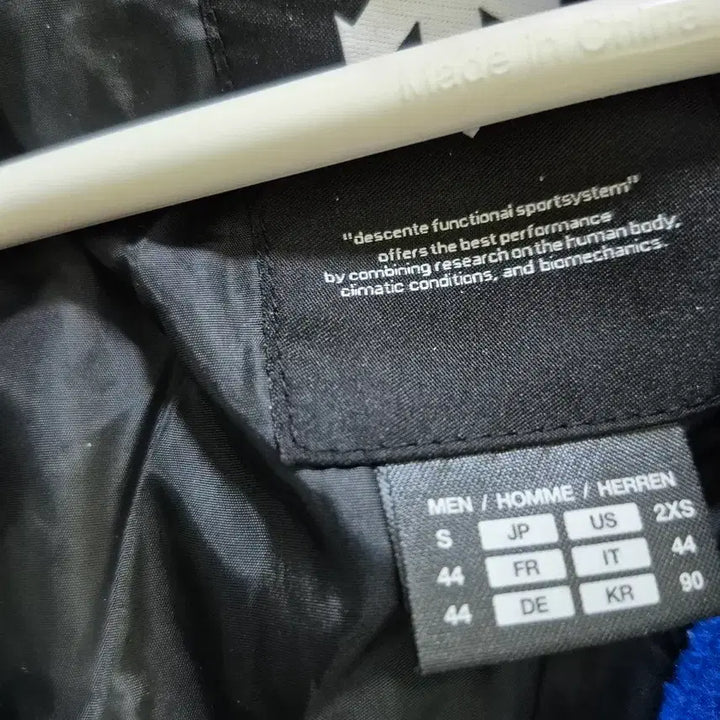 Made in China
"descente functional sportsystem"
offers the best performance
by combining research on the human body,
climatic conditions, and biomechanics.
MEN / HOMME / HERREN
S JP US 2XS
44 FR IT 44
44 DE KR 90